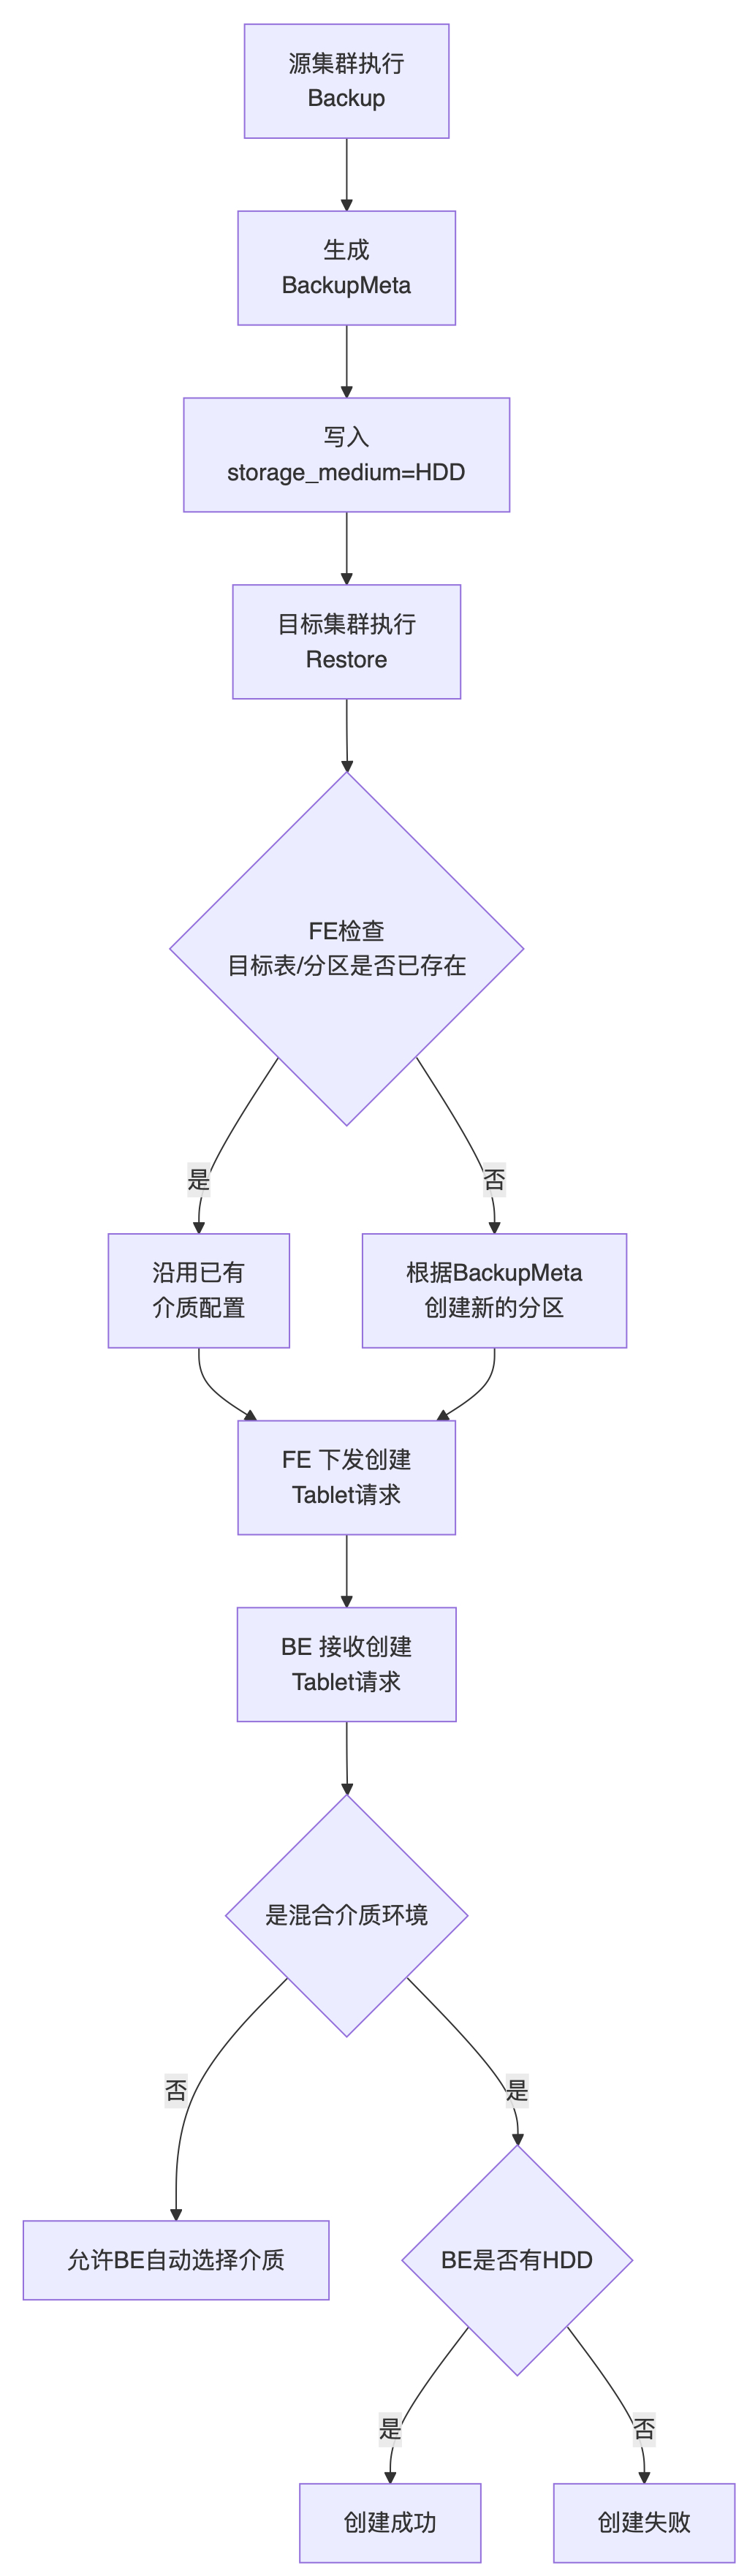 源集群执行
Backup
生成
BackupMeta
写入
storage_medium=HDD
目标集群执行
Restore
FE检查
目标表/分区是否已存在
是
否
沿用已有
介质配置
根据BackupMeta
创建新的分区
FE 下发创建
Tablet请求
BE 接收创建
Tablet请求
是混合介质环境
否
是
允许BE自动选择介质
BE是否有HDD
是
否
创建成功
创建失败